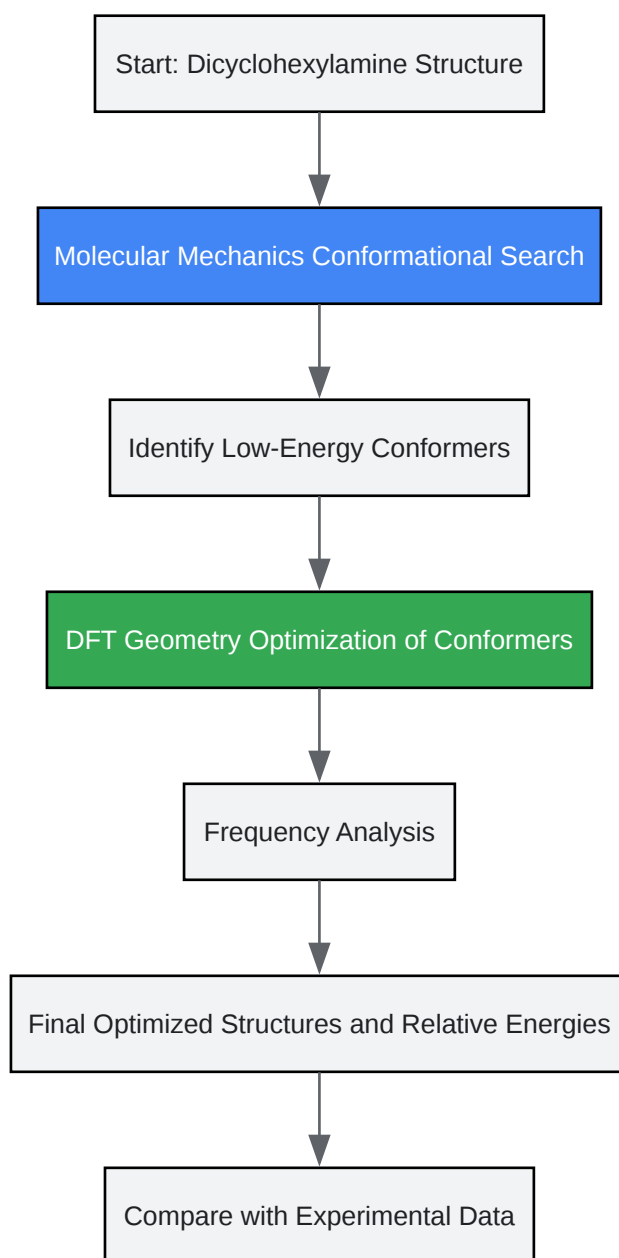 Start: Dicyclohexylamine Structure
Molecular Mechanics Conformational Search
Identify Low-Energy Conformers
DFT Geometry Optimization of Conformers
Frequency Analysis
Final Optimized Structures and Relative Energies
Compare with Experimental Data